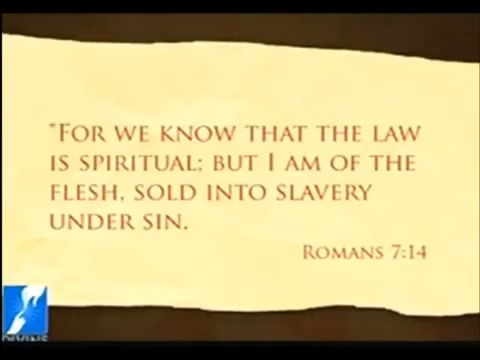 "FOR WE KNOW THAT THE LAW
IS SPIRITUAL; BUT I AM OF THE
FLESH, SOLD INTO SLAVERY
UNDER SIN.
ROMANS 7:14
DIVINE